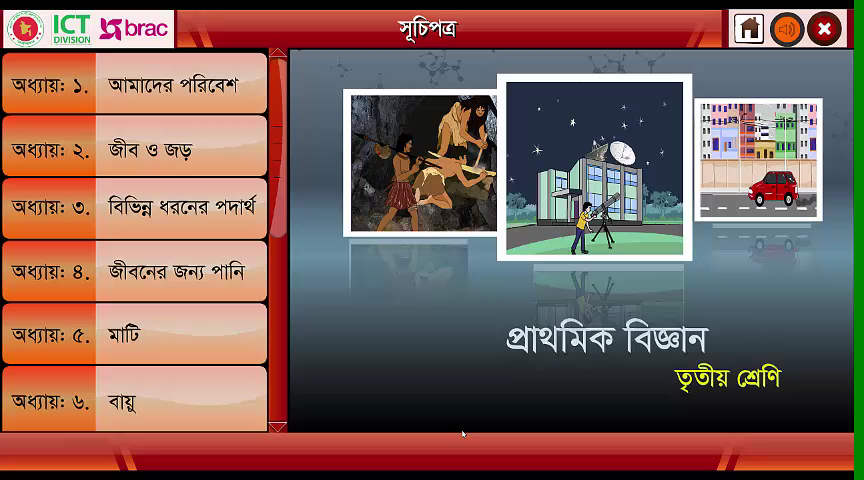 ICT
DIVISION
brac
সূচিপত্র
অধ্যায়: ১. আমাদের পরিবেশ
অধ্যায়: ২. জীব ও জড়
অধ্যায়: ৩. বিভিন্ন ধরনের পদার্থ
অধ্যায়: ৪. জীবনের জন্য পানি
অধ্যায়: ৫. মাটি
অধ্যায়: ৬. বায়ু
প্রাথমিক বিজ্ঞান
তৃতীয় শ্রেণি